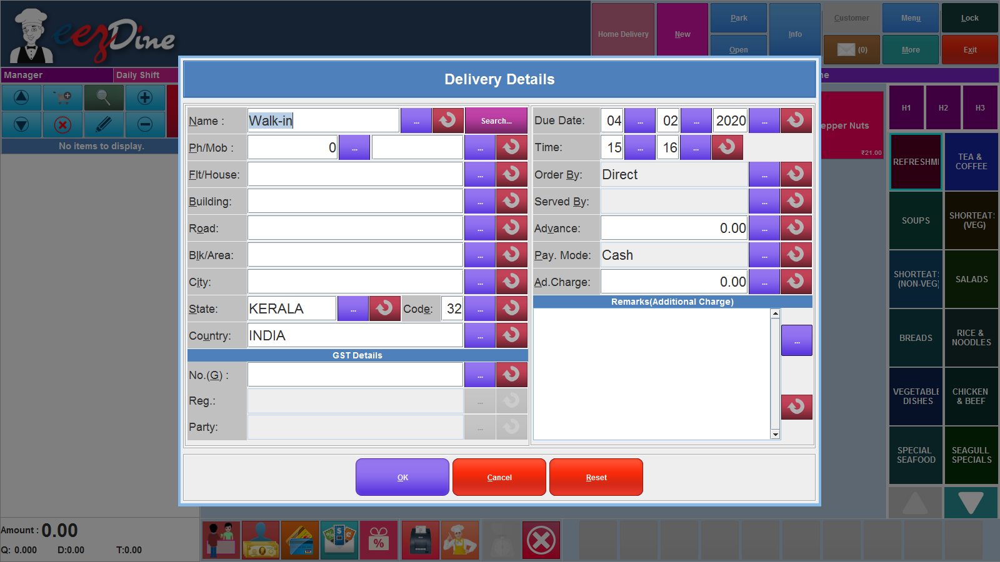 eezDine
Home Delivery
New
Park
Open
Info
Customer
Menu
Lock
(0)
More
Exit
Manager
Daily Shift
No items to display.
Delivery Details
Name :
Walk-in
...
Search...
Ph/Mob :
0
...
...
Flt/House:
...
Building:
...
Road:
...
Blk/Area:
...
City:
...
State:
KERALA
...
Code:
32
...
Country:
INDIA
...
GST Details
No.(G) :
...
Reg.:
...
Party:
...
Due Date:
04
...
02
...
2020
...
Time:
15
...
16
...
Order By:
Direct
...
Served By:
...
Advance:
0.00
...
Pay. Mode:
Cash
...
Ad.Charge:
0.00
...
Remarks(Additional Charge)
...
OK
Cancel
Reset
epper Nuts
₹21.00
H1
H2
H3
REFRESHMI
TEA &
COFFEE
SOUPS
SHORTEATS
(VEG)
SHORTEATS
(NON-VEG)
SALADS
BREADS
RICE &
NOODLES
VEGETABLE
DISHES
CHICKEN
& BEEF
SPECIAL
SEAFOOD
SEAGULL
SPECIALS
Amount : 0.00
Q: 0.000
D:0.00
T:0.00